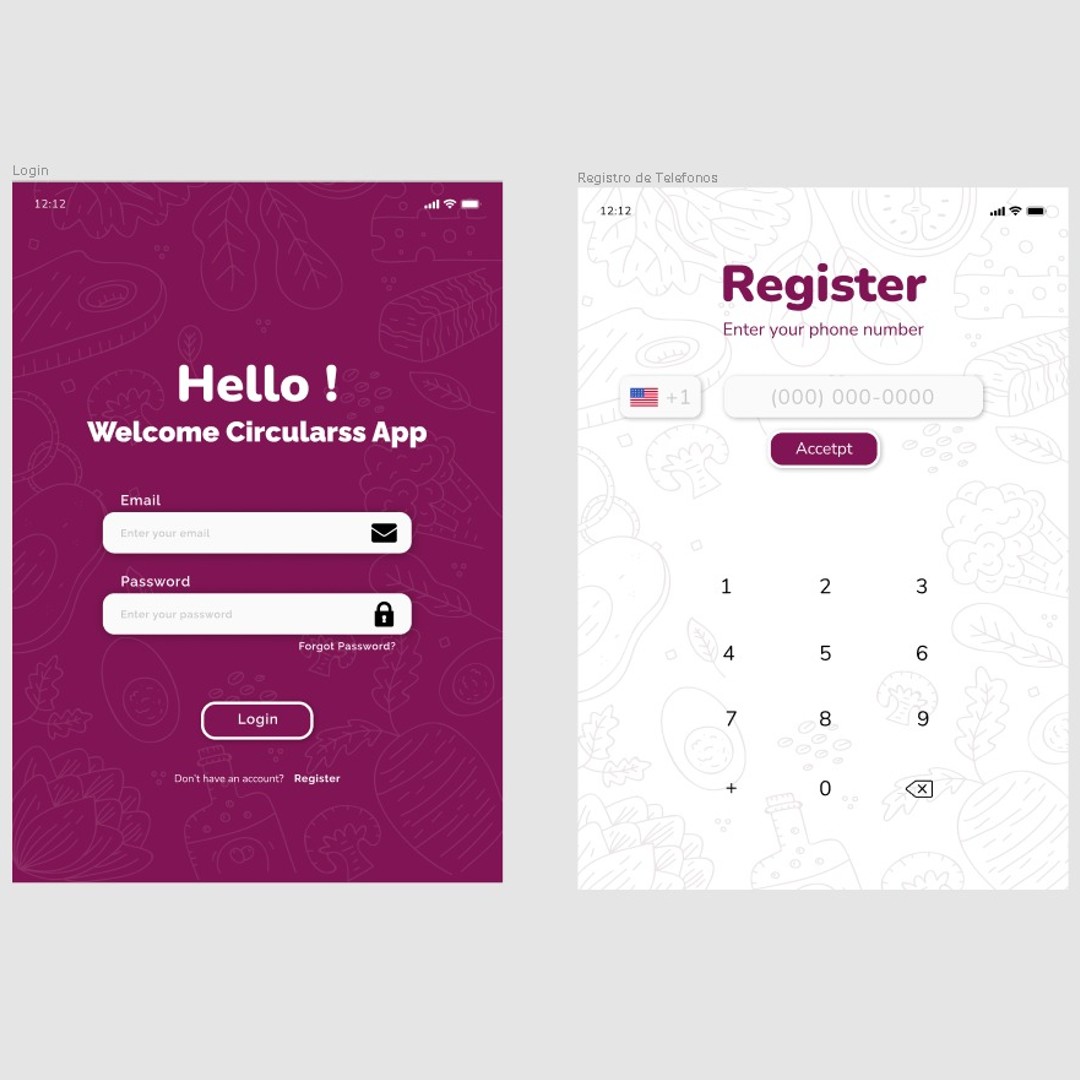 Login
12:12
Hello !
Welcome Circularss App
Email
Enter your email
Password
Enter your password
Forgot Password?
Login
Don't have an account? Register
Registro de Telefonos
12:12
Register
Enter your phone number
+1 (000) 000-0000
Accetpt
1 2 3
4 5 6
7 8 9
+ 0